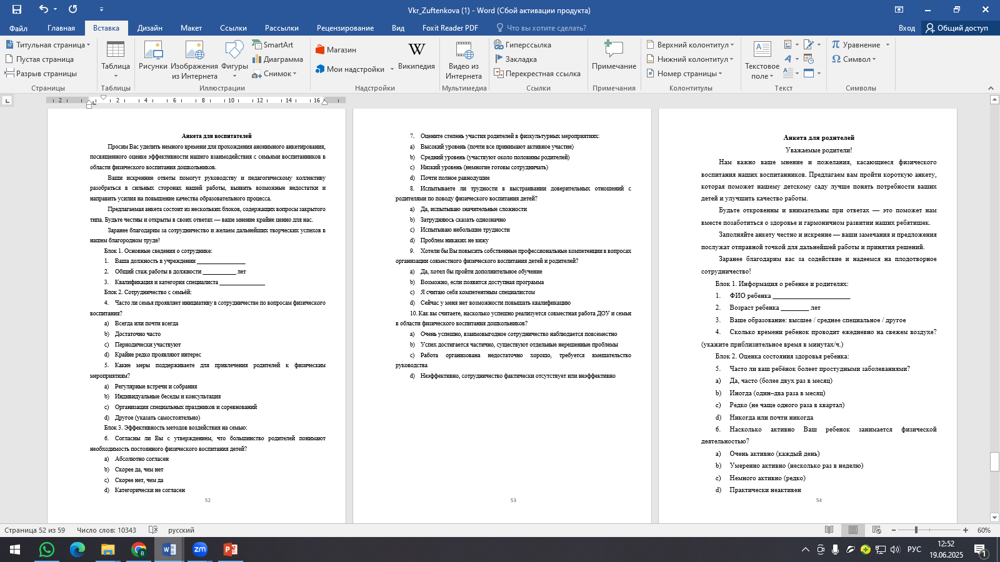 Vkr_Zuftenkova (1) - Word (Сбой активации продукта)
Файл Главная Вставка Дизайн Макет Ссылки Рассылки Рецензирование Вид Foxit Reader PDF Что вы хотите сделать? Вход Общий доступ
Титульная страница
Пустая страница
Разрыв страницы
Страницы
Таблица
Таблицы
Рисунки
Изображения из Интернета
Фигуры
SmartArt
Диаграмма
Снимок
Иллюстрации
Магазин
Мои надстройки
W
Википедия
Надстройки
Видео из Интернета
Мультимедиа
Гиперссылка
Закладка
Перекрестная ссылка
Ссылки
Примечание
Примечания
Верхний колонтитул
Нижний колонтитул
Номер страницы
Колонтитулы
Текстовое поле
Текст
Уравнение
Символ
Символы
2 2 4 6 8 10 12 14 16
Анкета для воспитателей
Просим Вас уделить немного времени для прохождения анонимного анкетирования,
посвященного оценке эффективности нашего взаимодействия с семьями воспитанников в
области физического воспитания дошкольников.
Ваши искренние ответы помогут руководству и педагогическому коллективу
разобраться в сильных сторонах нашей работы, выявить возможные недостатки и
направить усилия на повышение качества образовательного процесса.
Предлагаемая анкета состоит из нескольких блоков, содержащих вопросы закрытого
типа. Будьте честны и открыты в своих ответах — ваше мнение крайне ценно для нас.
Заранее благодарим за сотрудничество и желаем дальнейших творческих успехов в
нашем благородном труде!
Блок 1. Основные сведения о сотруднике:
1. Ваша должность в учреждении ________________
2. Общий стаж работы в должности ___________ лет
3. Квалификация и категория специалиста _______________
Блок 2. Сотрудничество с семьёй:
4. Часто ли семья проявляет инициативу в сотрудничестве по вопросам физического
воспитания?
a) Всегда или почти всегда
b) Достаточно часто
c) Периодически участвуют
d) Крайне редко проявляют интерес
5. Какие меры поддерживаете для привлечения родителей к физическим
мероприятиям?
a) Регулярные встречи и собрания
b) Индивидуальные беседы и консультация
c) Организация специальных праздников и соревнований
d) Другое (указать самостоятельно)
Блок 3. Эффективность методов воздействия на семью:
6. Согласны ли Вы с утверждением, что большинство родителей понимают
необходимость постоянного физического воспитания детей?
a) Абсолютно согласен
b) Скорее да, чем нет
c) Скорее нет, чем да
d) Категорически не согласен
52
7. Оцените степень участия родителей в физкультурных мероприятиях:
a) Высокий уровень (почти все принимают активное участие)
b) Средний уровень (участвуют около половины родителей)
c) Низкий уровень (немногие готовы сотрудничать)
d) Почти полное равнодушие
8. Испытываете ли трудности в выстраивании доверительных отношений с
родителями по поводу физического воспитания детей?
a) Да, испытываю значительные сложности
b) Затрудняюсь сказать однозначно
c) Испытываю небольшие трудности
d) Проблем никаких не вижу
9. Хотели бы Вы повысить собственные профессиональные компетенции в вопросах
организации совместного физического воспитания детей и родителей?
a) Да, хотел бы пройти дополнительное обучение
b) Возможно, если появится доступная программа
c) Я считаю себя компетентным специалистом
d) Сейчас у меня нет возможности повышать квалификацию
10. Как вы считаете, насколько успешно реализуется совместная работа ДОУ и семьи
в области физического воспитания дошкольников?
a) Очень успешно, взаимовыгодное сотрудничество наблюдается повсеместно
b) Успех достигается частично, существуют отдельные нерешенные проблемы
c) Работа организована недостаточно хорошо, требуется вмешательство
руководства
d) Неэффективно, сотрудничество фактически отсутствует или неэффективно
53
Анкета для родителей
Уважаемые родители!
Нам важно ваше мнение и пожелания, касающиеся физического
воспитания наших воспитанников. Предлагаем вам пройти короткую анкету,
которая поможет нашему детскому саду лучше понять потребности ваших
детей и улучшить качество работы.
Будьте откровенны и внимательны при ответах — это поможет нам
вместе позаботиться о здоровье и гармоничном развитии наших ребятишек.
Заполняйте анкету честно и искренне — ваши замечания и предложения
послужат отправной точкой для дальнейшей работы и принятия решений.
Заранее благодарим вас за содействие и надеемся на плодотворное
сотрудничество!
Блок 1. Информация о ребенке и родителях:
1. ФИО ребенка ______________________
2. Возраст ребенка ________ лет
3. Ваше образование: высшее / среднее специальное / другое
4. Сколько времени ребенок проводит ежедневно на свежем воздухе?
(укажите приблизительное время в минутах/ч.)
Блок 2. Оценка состояния здоровья ребенка:
5. Часто ли ваш ребёнок болеет простудными заболеваниями?
a) Да, часто (более двух раз в месяц)
b) Иногда (один–два раза в месяц)
c) Редко (не чаще одного раза в квартал)
d) Никогда или почти никогда
6. Насколько активно Ваш ребенок занимается физической
деятельностью?
a) Очень активно (каждый день)
b) Умеренно активно (несколько раз в неделю)
c) Немного активно (редко)
d) Практически неактивен
54
Страница 52 из 59 Число слов: 10343 русский 60%
zm
РУС
12:52
19.06.2025
1